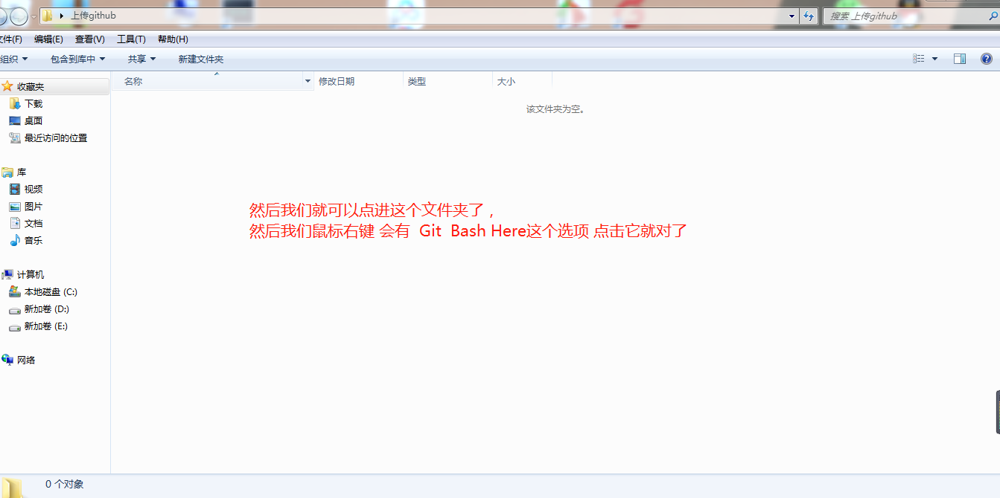 上传github
搜索 上传github
文件(F) 编辑(E) 查看(V) 工具(T) 帮助(H)
组织 包含到库中 共享 新建文件夹
名称 修改日期 类型 大小
该文件夹为空。
收藏夹
下载
桌面
最近访问的位置
库
视频
图片
文档
音乐
计算机
本地磁盘 (C:)
新加卷 (D:)
新加卷 (E:)
网络
然后我们就可以点进这个文件夹了，
然后我们鼠标右键 会有 Git Bash Here这个选项 点击它就对了
0 个对象